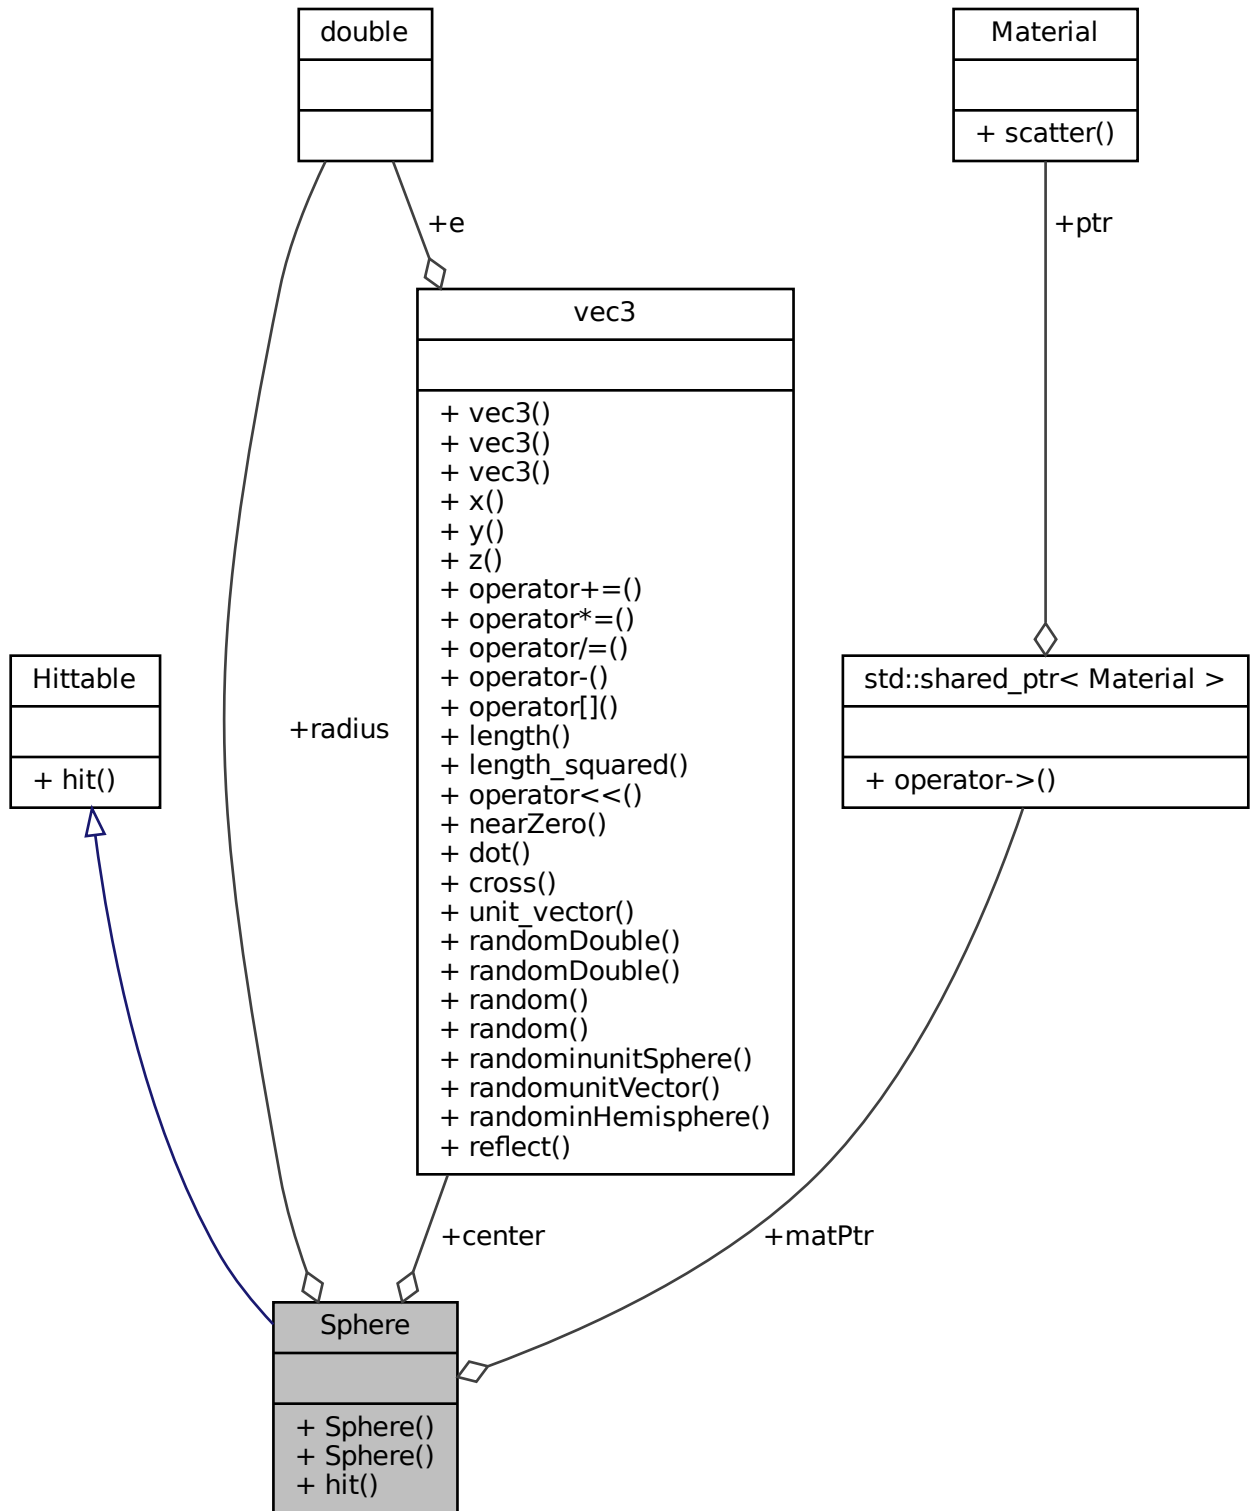 double
Material
+ scatter()
+e
+ptr
vec3
+ vec3()
+ vec3()
+ vec3()
+ x()
+ y()
+ z()
+ operator+=()
+ operator*=()
+ operator/=()
+ operator-()
+ operator[]()
+ length()
+ length_squared()
+ operator<<()
+ nearZero()
+ dot()
+ cross()
+ unit_vector()
+ randomDouble()
+ randomDouble()
+ random()
+ random()
+ randominunitSphere()
+ randomunitVector()
+ randominHemisphere()
+ reflect()
Hittable
+ hit()
+radius
std::shared_ptr< Material >
+ operator->()
+center
+matPtr
Sphere
+ Sphere()
+ Sphere()
+ hit()